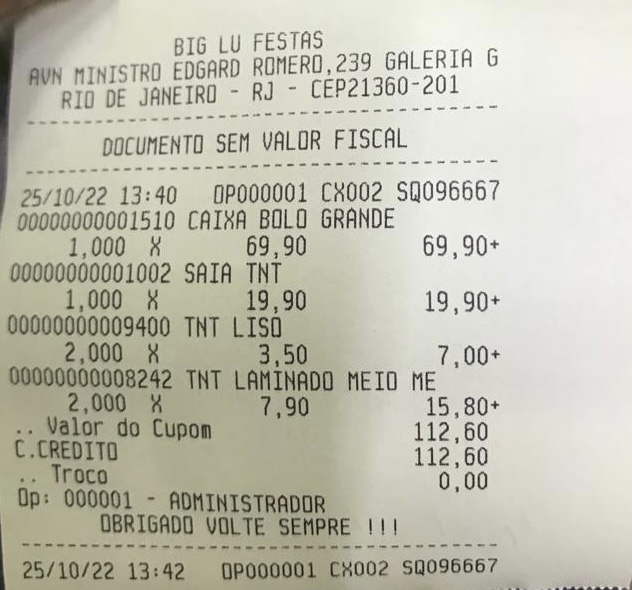 BIG LU FESTAS
AVN MINISTRO EDGARD ROMERO,239 GALERIA G
RIO DE JANEIRO - RJ - CEP21360-201
----------------------------------------
DOCUMENTO SEM VALOR FISCAL
----------------------------------------
25/10/22 13:40 OP000001 CX002 SQ096667
00000000001510 CAIXA BOLO GRANDE
1,000 X 69,90 69,90+
00000000001002 SAIA TNT
1,000 X 19,90 19,90+
00000000009400 TNT LISO
2,000 X 3,50 7,00+
00000000008242 TNT LAMINADO MEIO ME
2,000 X 7,90 15,80+
.. Valor do Cupom 112,60
C.CREDITO 112,60
.. Troco 0,00
Op: 000001 - ADMINISTRADOR
OBRIGADO VOLTE SEMPRE !!!
----------------------------------------
25/10/22 13:42 OP000001 CX002 SQ096667